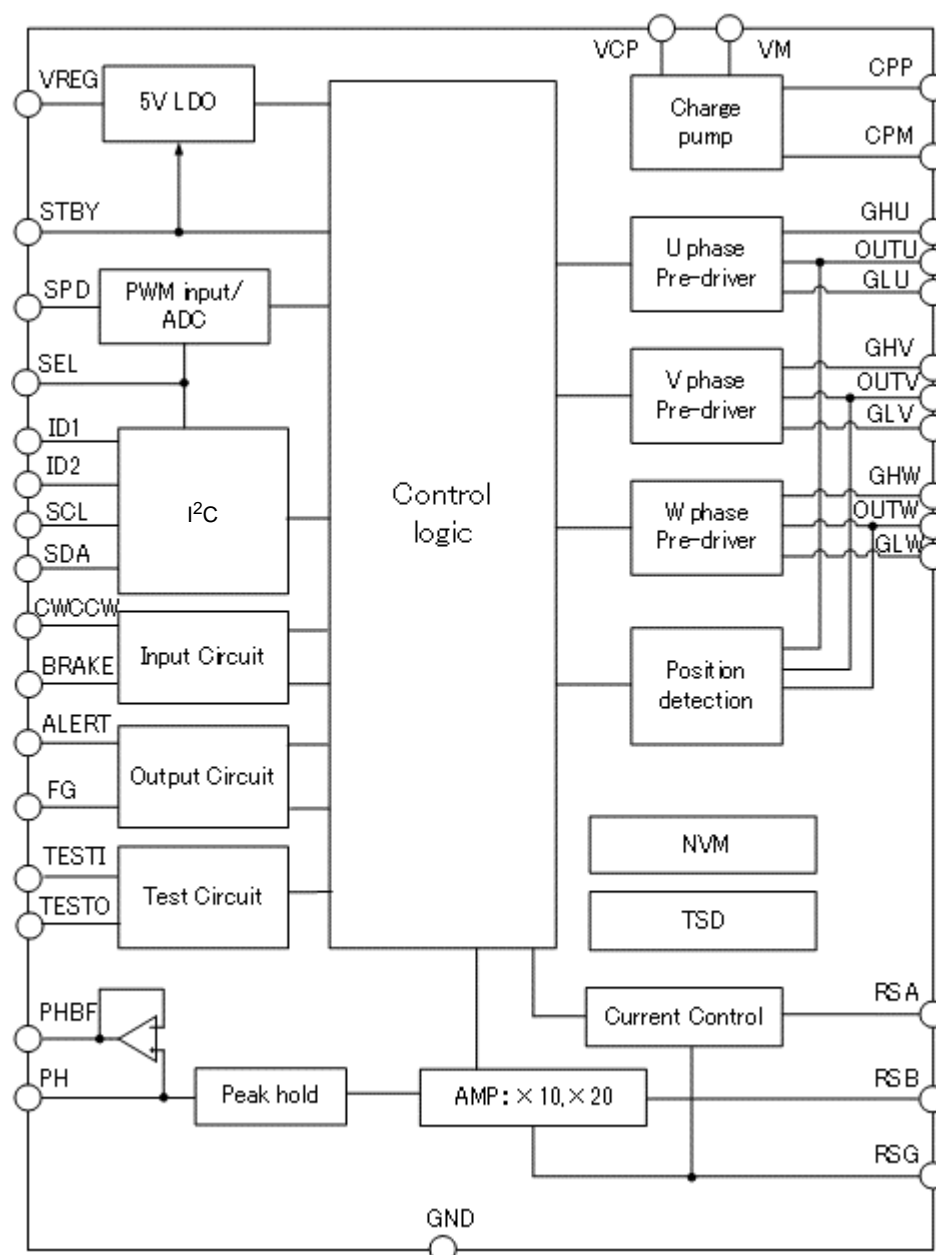 VCP
VM
VREG
5V LDO
Charge
pump
CPP
CPM
STBY
GHU
U phase
Pre-driver
OUTU
GLU
SPD
PWM input/
ADC
SEL
GHV
V phase
Pre-driver
OUTV
GLV
ID1
ID2
SCL
SDA
I²C
Control
logic
GHW
W phase
Pre-driver
OUTW
GLW
CWCCW
Input Circuit
BRAKE
Position
detection
ALERT
Output Circuit
FG
NVM
TESTI
Test Circuit
TESTO
TSD
PHBF
Current Control
RSA
PH
Peak hold
AMP: ×10,×20
RSB
RSG
GND